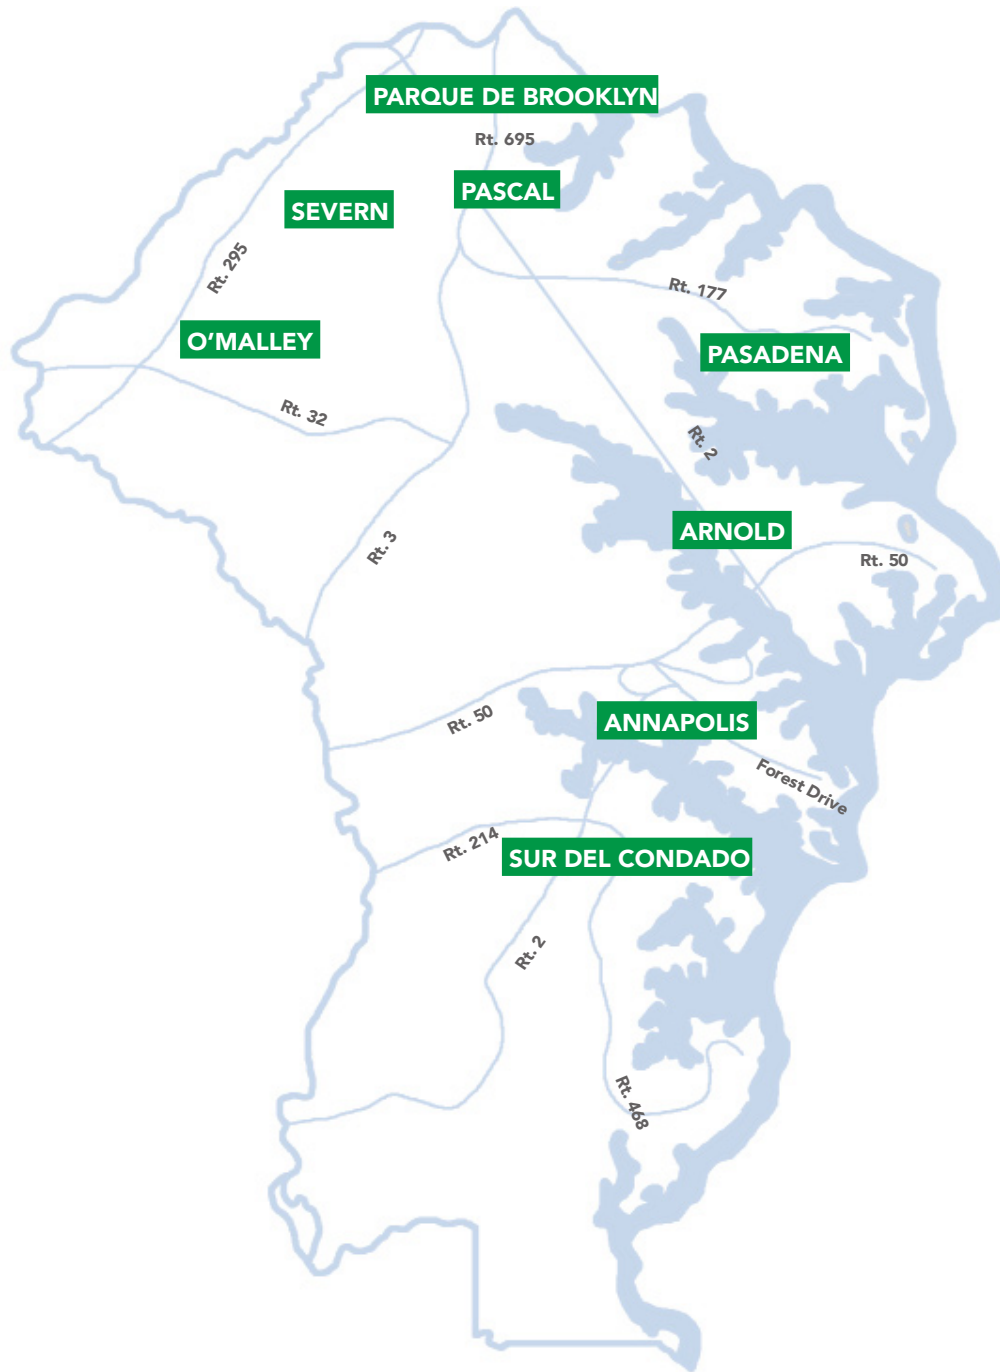 PARQUE DE BROOKLYN
Rt. 695
PASCAL
SEVERN
Rt. 295
Rt. 177
O’MALLEY
PASADENA
Rt. 32
Rt. 2
ARNOLD
Rt. 3
Rt. 50
Rt. 50
ANNAPOLIS
Forest Drive
Rt. 214
SUR DEL CONDADO
Rt. 2
Rt. 468